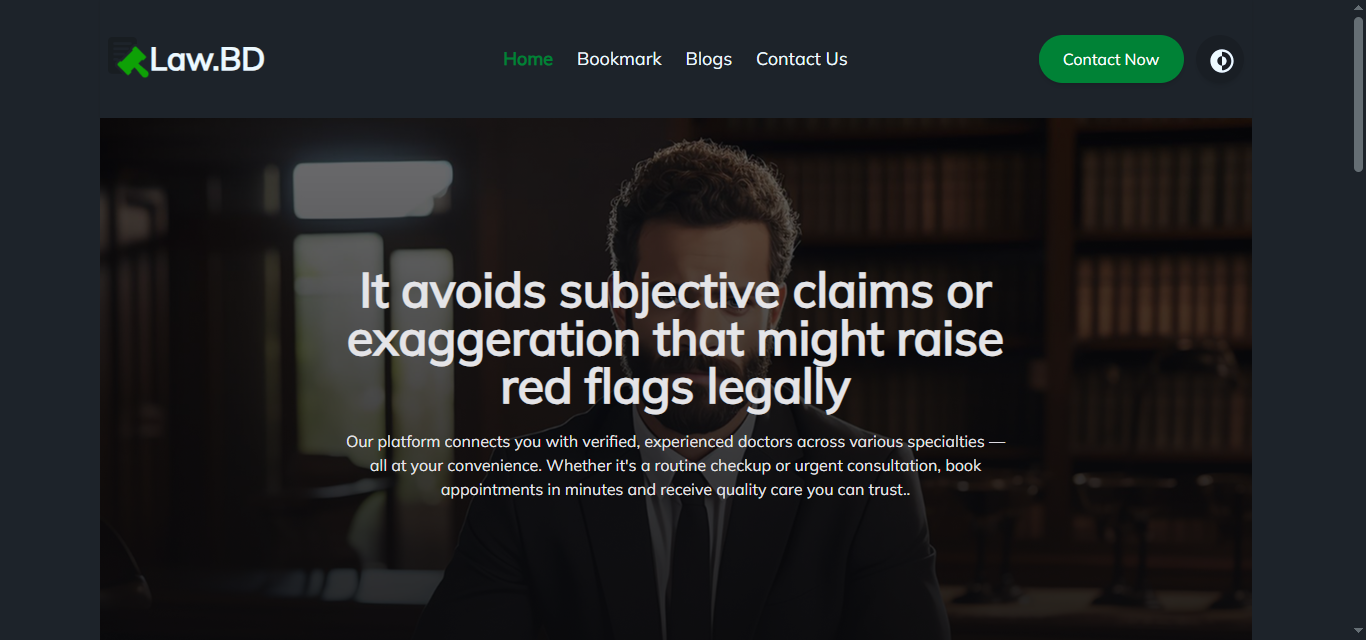 Law.BD
Home Bookmark Blogs Contact Us
Contact Now
It avoids subjective claims or
exaggeration that might raise
red flags legally
Our platform connects you with verified, experienced doctors across various specialties —
all at your convenience. Whether it's a routine checkup or urgent consultation, book
appointments in minutes and receive quality care you can trust..